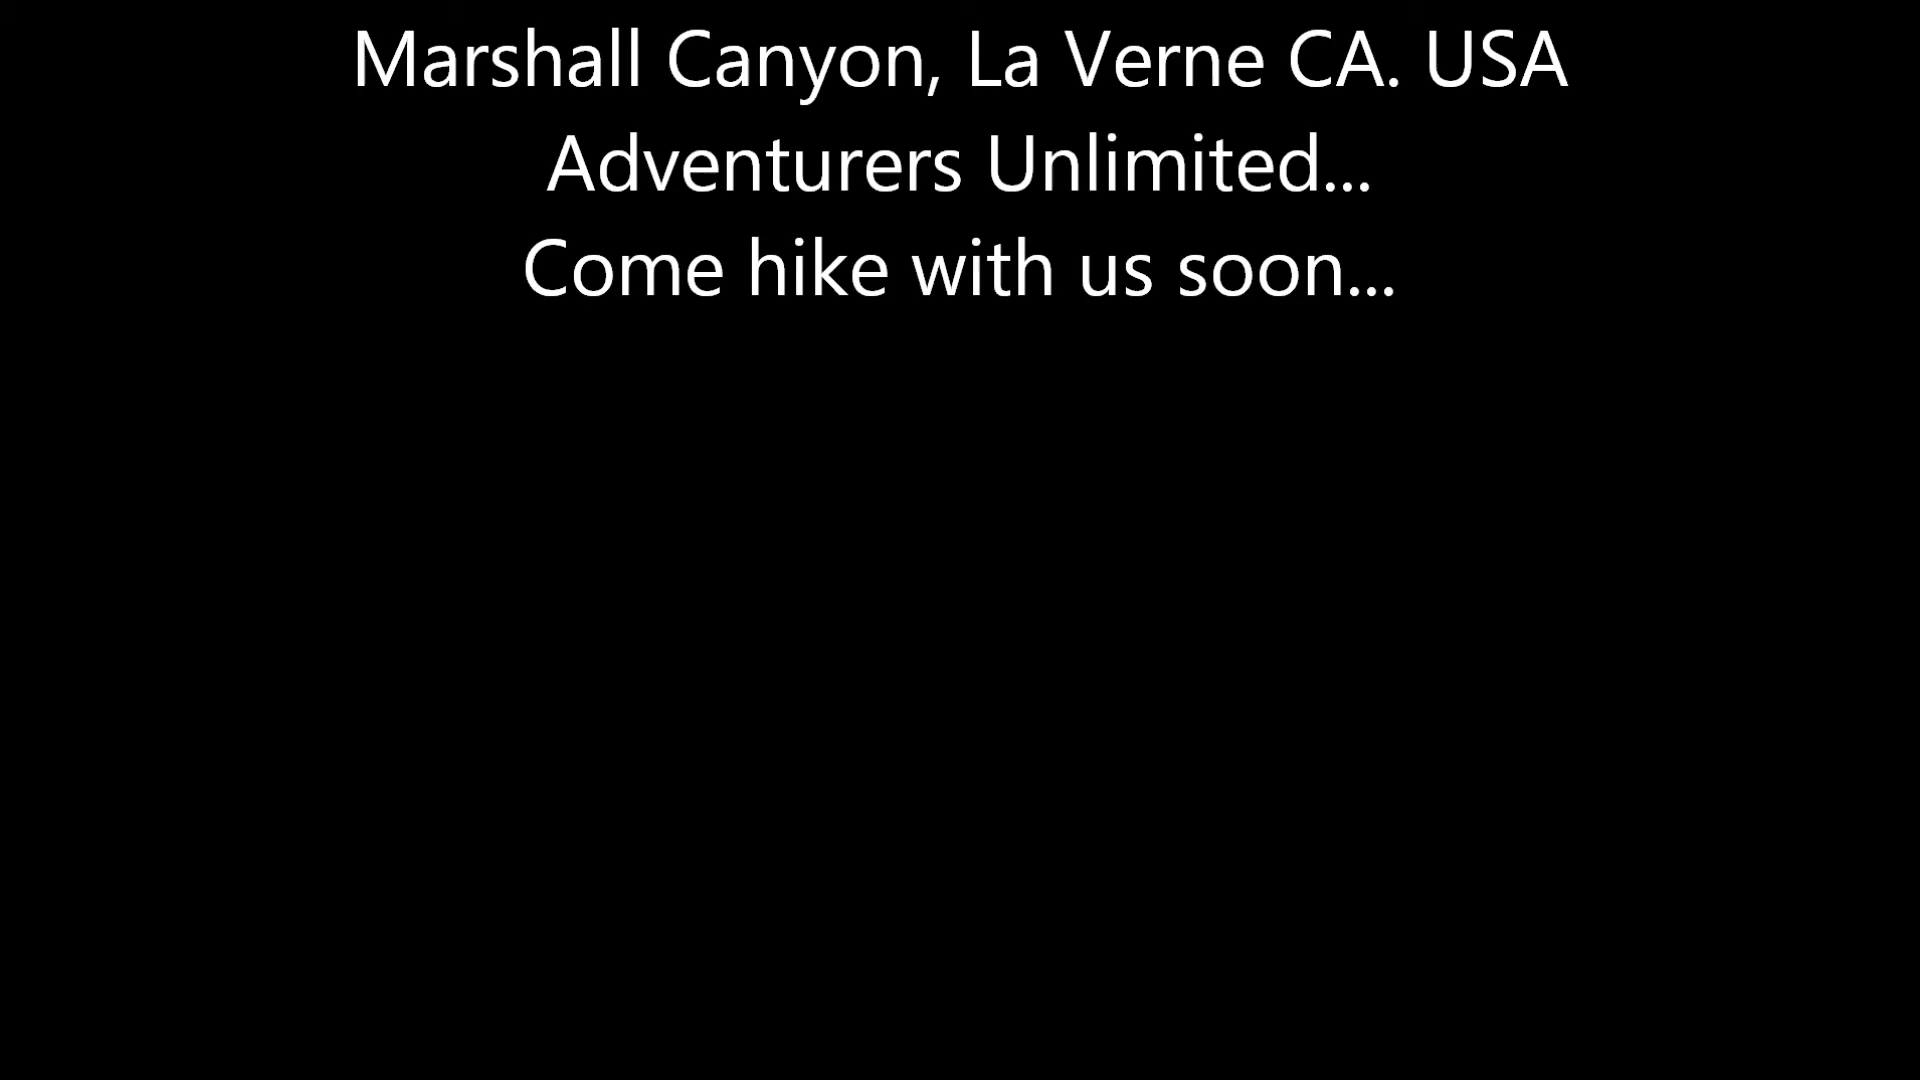 Marshall Canyon, La Verne CA. USA
Adventurers Unlimited...
Come hike with us soon...